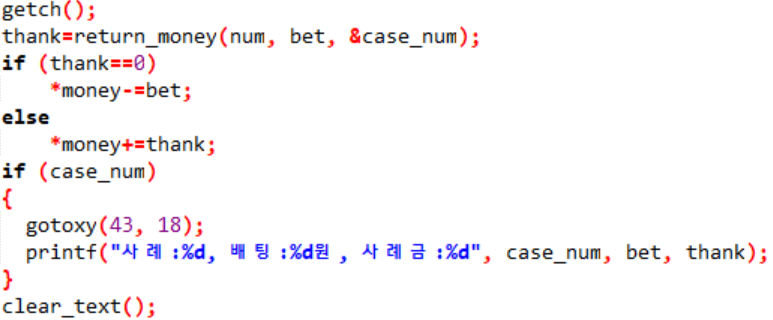 getch();
thank=return_money(num, bet, &case_num);
if (thank==0)
    *money-=bet;
else
    *money+=thank;
if (case_num)
{
  gotoxy(43, 18);
  printf("사례:%d, 배팅:%d원, 사례금:%d", case_num, bet, thank);
}
clear_text();